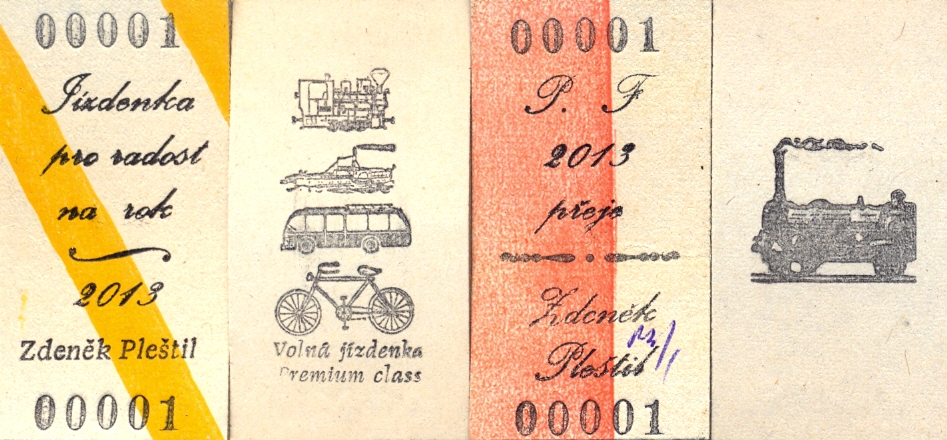 00001
Jízdenka
pro radost
na rok
2013
Zdeněk Pleštil
00001
Volná jízdenka
Premium class
00001
P. F
2013
přeje
Zdeněk
Pleštil
00001